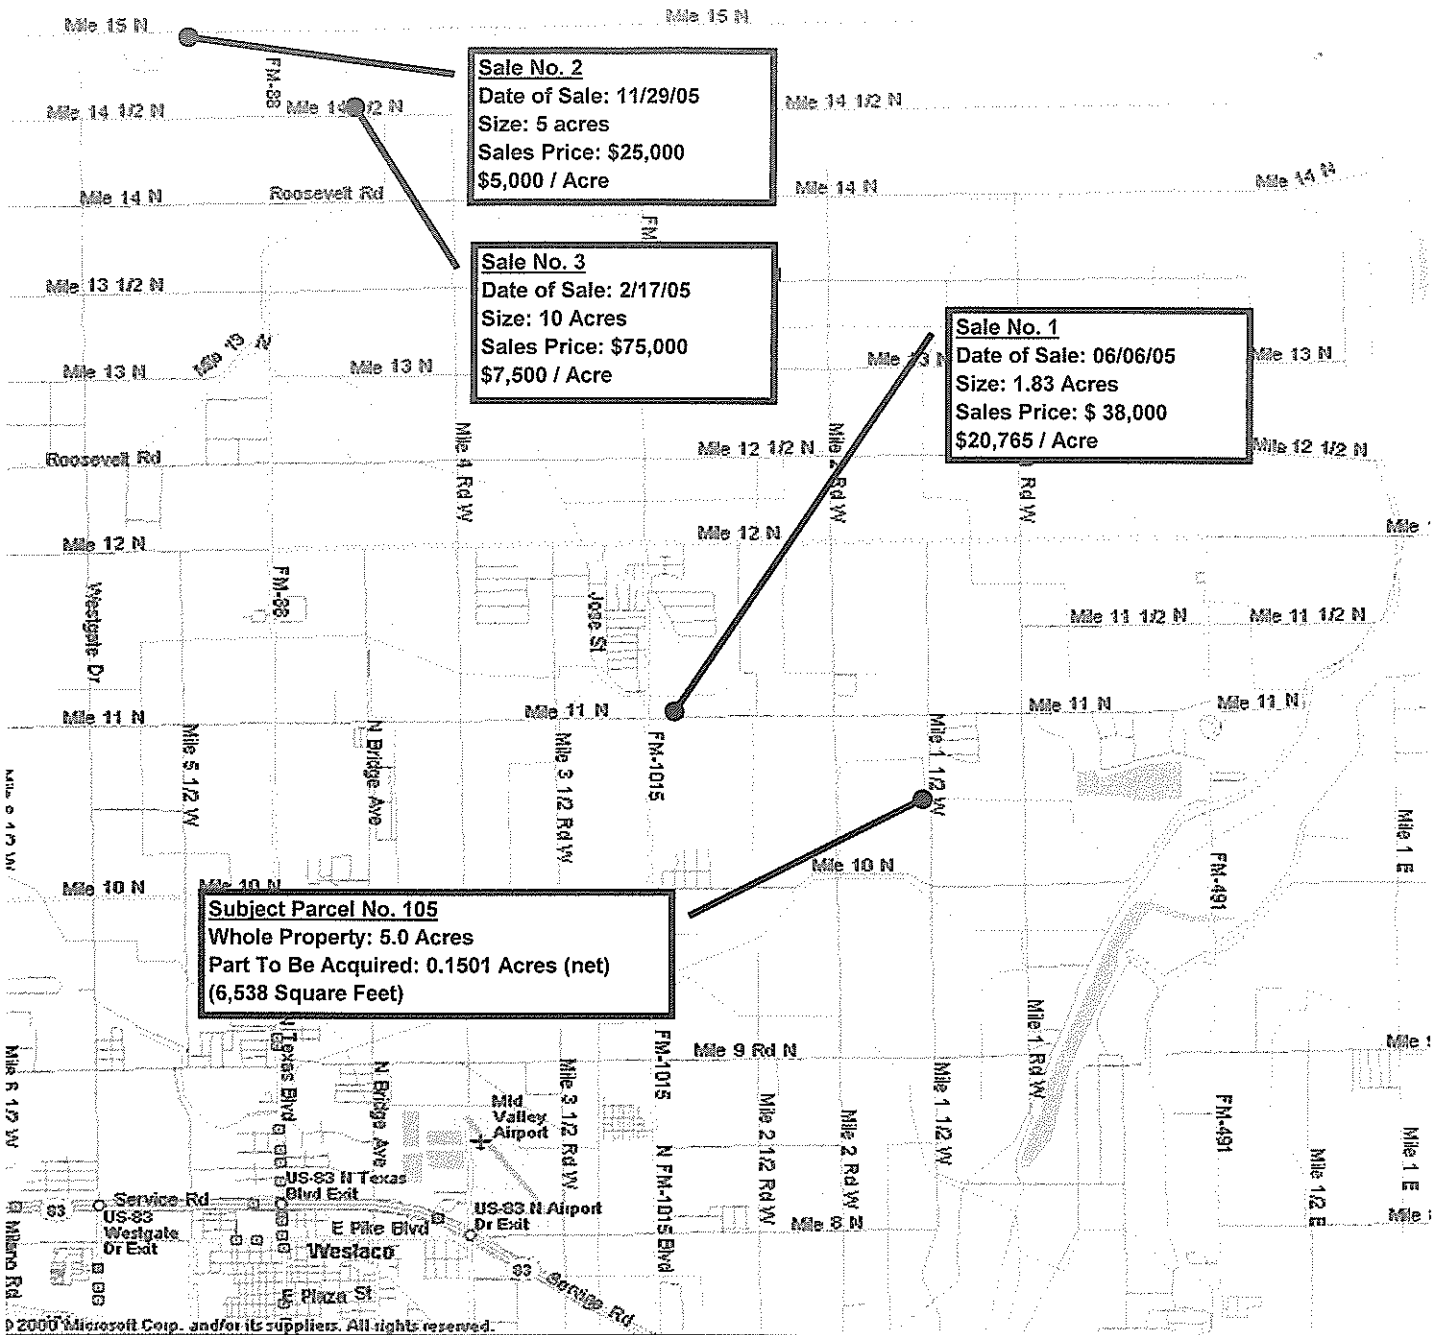 Mile 15 N
Mile 15 N
FM-88
Mile 14 1/2 N
Mile 14 1/2 N
Mile 14 1/2 N
Sale No. 2
Date of Sale: 11/29/05
Size: 5 acres
Sales Price: $25,000
$5,000 / Acre
Mile 14 N
Roosevelt Rd
Mile 14 N
Mile 14 N
FM
Sale No. 3
Date of Sale: 2/17/05
Size: 10 Acres
Sales Price: $75,000
$7,500 / Acre
Mile 13 1/2 N
Sale No. 1
Date of Sale: 06/06/05
Size: 1.83 Acres
Sales Price: $ 38,000
$20,765 / Acre
Mile 13 N
Mile 13 N
Mile 13 N
Mile 13 N
Mile 13 N
Roosevelt Rd
Mile 4 Rd W
Mile 12 1/2 N
Mile 2 Rd W
Mile 12 1/2 N
Rd W
Mile 12 N
Mile 12 N
Mile
Westgate Dr
FM-88
Jose St
Mile 11 1/2 N
Mile 11 1/2 N
Mile 11 N
Mile 11 N
Mile 11 N
Mile 11 N
Mile 5 1/2 W
N Bridge Ave
Mile 3 1/2 Rd W
FM-1015
Mile 1 1/2 W
Mile 1 E
Mile 10 N
Mile 10 N
Mile 10 N
FM-491
Subject Parcel No. 105
Whole Property: 5.0 Acres
Part To Be Acquired: 0.1501 Acres (net)
(6,538 Square Feet)
N Texas Blvd
N Bridge Ave
Mid
Valley
Airport
Mile 3 1/2 Rd W
FM-1015
Mile 9 Rd N
Mile 1 Rd W
Mile
Mile 2 1/2 Rd W
Mile 2 Rd W
Mile 1 1/2 W
FM-491
Mile 1/2 E
Mile 1 E
N FM-1015 Blvd
US-83 N Texas
Blvd Exit
83
Service Rd
US-83
Westgate
Dr Exit
E Pike Blvd
US-83 N Airport
Dr Exit
Mile 8 N
Mile
Weslaco
Milano Rd
E Plaza St
83
Service Rd
© 2000 Microsoft Corp. and/or its suppliers. All rights reserved.